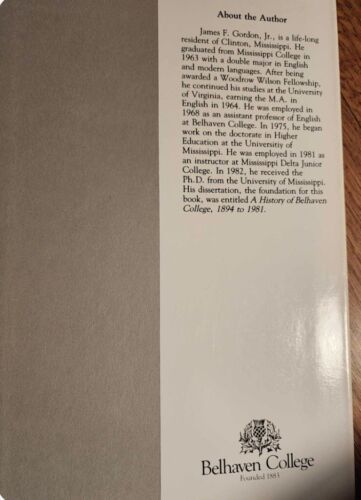 About the Author
James F. Gordon, Jr., is a life-long
resident of Clinton, Mississippi. He
graduated from Mississippi College in
1963 with a double major in English
and modern languages. After being
awarded a Woodrow Wilson Fellowship,
he continued his studies at the University
of Virginia, earning the M.A. in
English in 1964. He was employed in
1968 as an assistant professor of English
at Belhaven College. In 1975, he began
work on the doctorate in Higher
Education at the Universitiy of
Mississippi. He was employed in 1981 as
an instructor at Mississippi Delta Junior
College. In 1982, he received the
Ph.D. from the University of Mississippi.
His dissertation, the foundation for this
book, was entitled A History of Belhaven
College, 1894 to 1981.
Belhaven College
Founded 1883